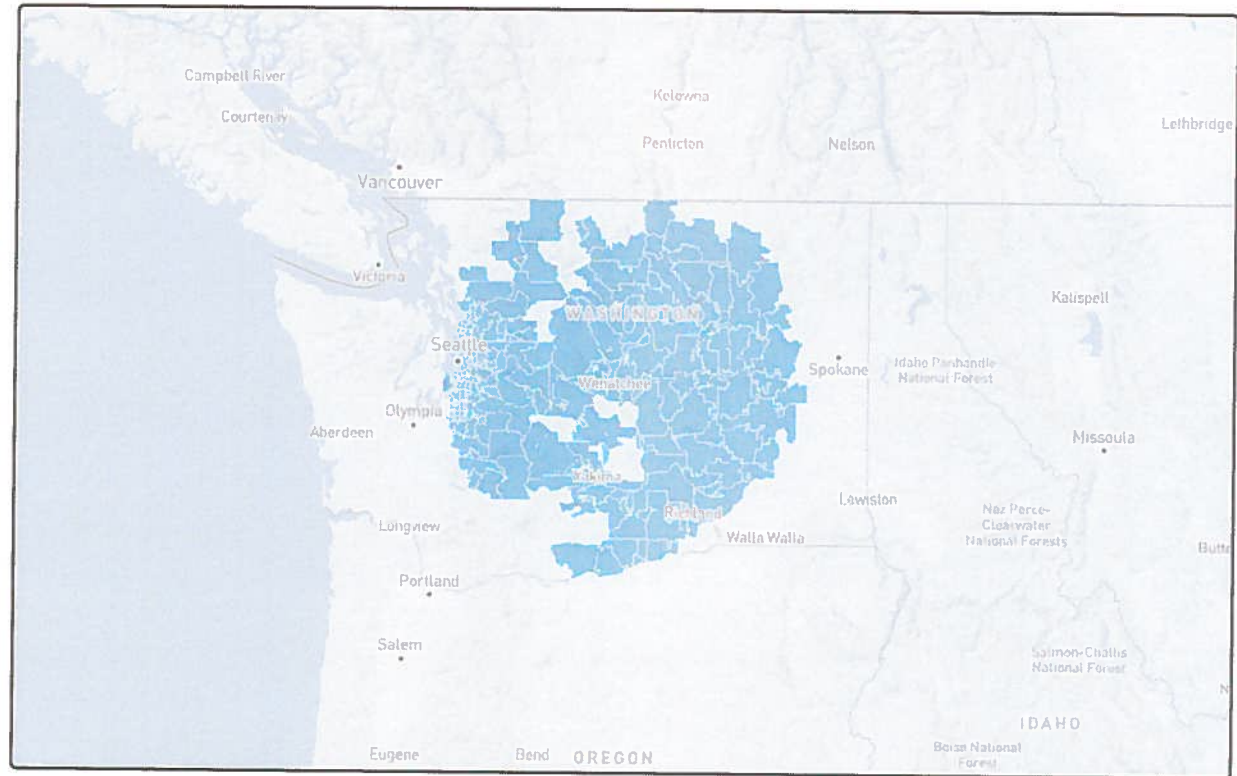 Campbell River
Courtenay
Kelowna
Penticton
Nelson
Lethbridge
Vancouver
Victoria
WASHINGTON
Kalispell
Seattle
Spokane
Idaho Panhandle
National Forest
Wenatchee
Olympia
Aberdeen
Missoula
Yakima
Lewiston
Richland
Nez Perce-
Clearwater
National Forests
Longview
Walla Walla
Butte
Portland
Salem
Salmon-Challis
National Forest
N
IDAHO
Eugene
Bend
OREGON
Boise National
Forest